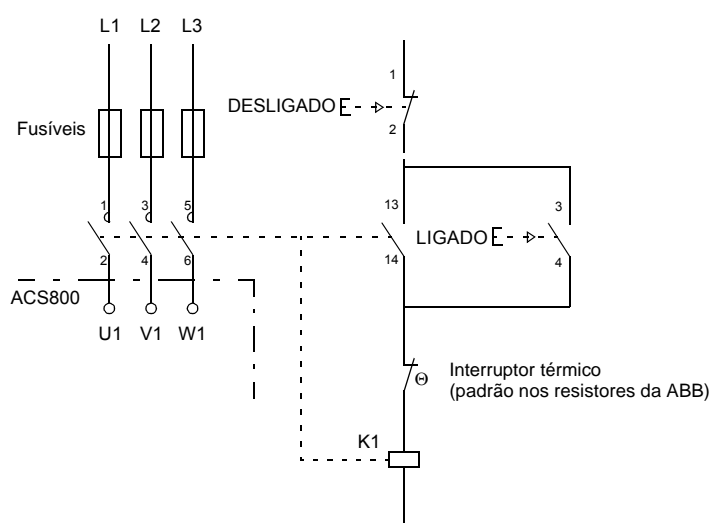 L1 L2 L3
1
DESLIGADO
Fusíveis
2
1 3 5
13
3
LIGADO
2 4 6
14
4
ACS800
U1 V1 W1
Θ
Interruptor térmico
(padrão nos resistores da ABB)
K1